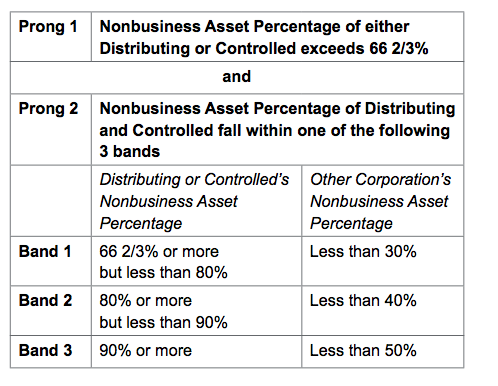 Prong 1 Nonbusiness Asset Percentage of either
Distributing or Controlled exceeds 66 2/3%
and
Prong 2 Nonbusiness Asset Percentage of Distributing
and Controlled fall within one of the following
3 bands
Distributing or Controlled's
Nonbusiness Asset
Percentage
Other Corporation's
Nonbusiness Asset
Percentage
Band 1 66 2/3% or more
but less than 80%
Less than 30%
Band 2 80% or more
but less than 90%
Less than 40%
Band 3 90% or more Less than 50%